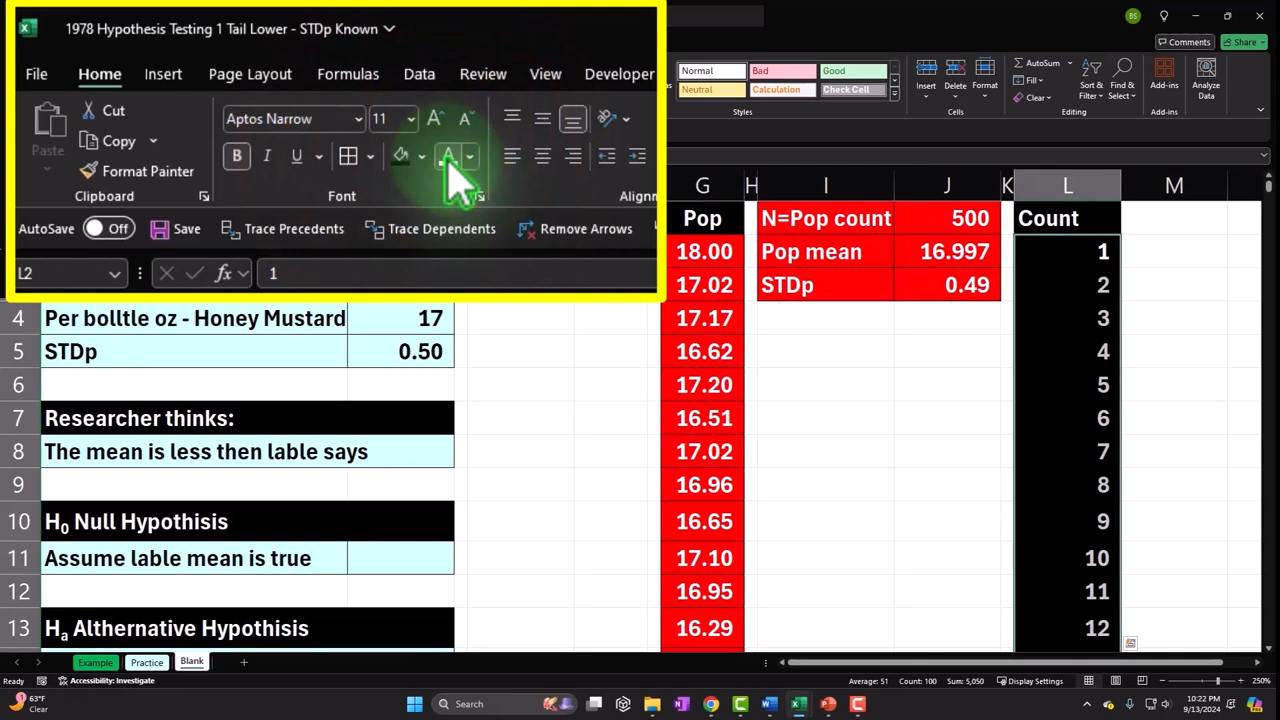 1978 Hypothesis Testing 1 Tail Lower - STDp Known
BS
File Home Insert Page Layout Formulas Data Review View Developer
Comments Share
Cut
Copy
Format Painter
Paste
Clipboard
Aptos Narrow 11
B I U
Font
Alignm
Normal Bad Good
Neutral Calculation Check Cell
Styles
Insert Delete Format
Cells
AutoSum
Fill
Clear
Sort & Filter Find & Select
Editing
Add-ins
Add-ins
Analyze Data
AutoSave Off Save Trace Precedents Trace Dependents Remove Arrows
L2 fx 1
G H I J K L M
Pop N=Pop count 500 Count
18.00 Pop mean 16.997 1
17.02 STDp 0.49 2
4 Per bolltle oz - Honey Mustard 17 17.17 3
5 STDp 0.50 16.62 4
6 17.20 5
7 Researcher thinks: 16.51 6
8 The mean is less then lable says 17.02 7
9 16.96 8
10 H0 Null Hypothisis 16.65 9
11 Assume lable mean is true 17.10 10
12 16.95 11
13 Ha Althernative Hypothisis 16.29 12
Example Practice Blank
Ready Accessibility: Investigate Average: 51 Count: 100 Sum: 5,050 Display Settings 250%
63°F
Clear
Search
10:22 PM
9/13/2024